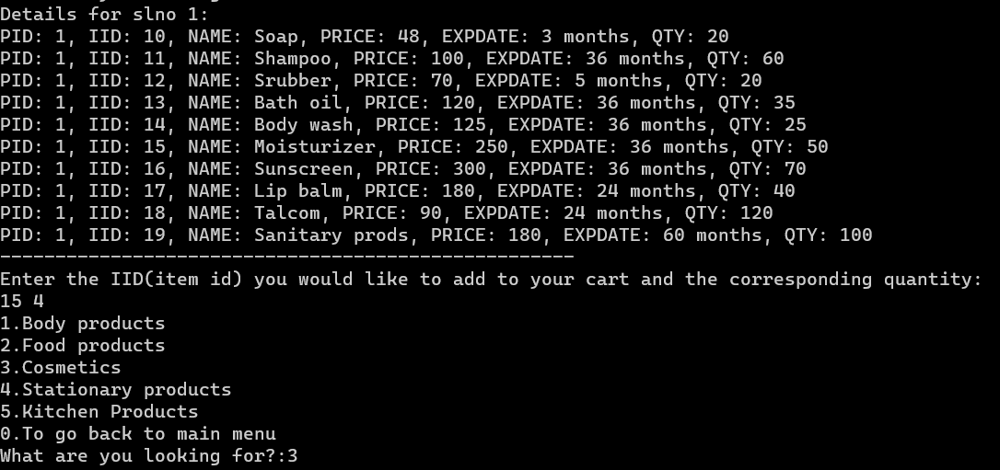 Details for slno 1:
PID: 1, IID: 10, NAME: Soap, PRICE: 48, EXPDATE: 3 months, QTY: 20
PID: 1, IID: 11, NAME: Shampoo, PRICE: 100, EXPDATE: 36 months, QTY: 60
PID: 1, IID: 12, NAME: Srubber, PRICE: 70, EXPDATE: 5 months, QTY: 20
PID: 1, IID: 13, NAME: Bath oil, PRICE: 120, EXPDATE: 36 months, QTY: 35
PID: 1, IID: 14, NAME: Body wash, PRICE: 125, EXPDATE: 36 months, QTY: 25
PID: 1, IID: 15, NAME: Moisturizer, PRICE: 250, EXPDATE: 36 months, QTY: 50
PID: 1, IID: 16, NAME: Sunscreen, PRICE: 300, EXPDATE: 36 months, QTY: 70
PID: 1, IID: 17, NAME: Lip balm, PRICE: 180, EXPDATE: 24 months, QTY: 40
PID: 1, IID: 18, NAME: Talcom, PRICE: 90, EXPDATE: 24 months, QTY: 120
PID: 1, IID: 19, NAME: Sanitary prods, PRICE: 180, EXPDATE: 60 months, QTY: 100
----------------------------------------------------
Enter the IID(item id) you would like to add to your cart and the corresponding quantity:
15 4
1.Body products
2.Food products
3.Cosmetics
4.Stationary products
5.Kitchen Products
0.To go back to main menu
What are you looking for?:3